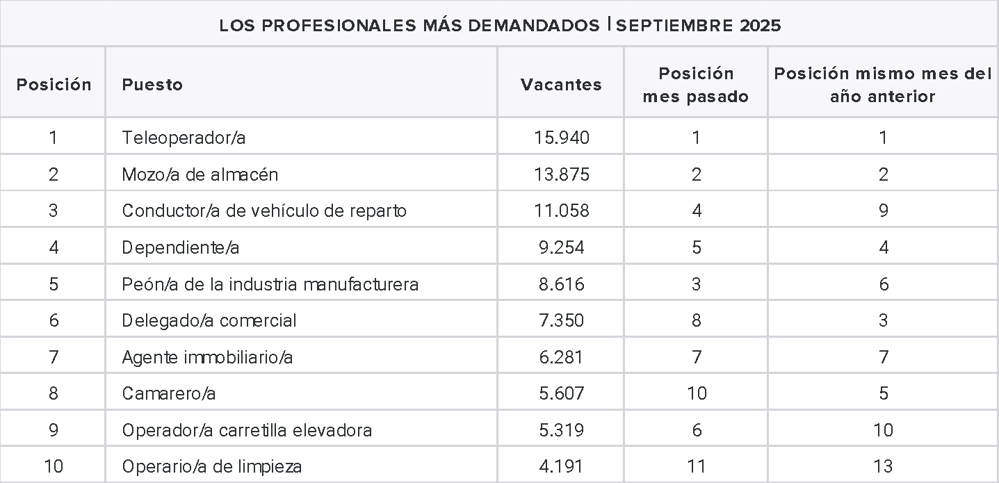 LOS PROFESIONALES MÁS DEMANDADOS | SEPTIEMBRE 2025
Posición Puesto Vacantes Posición mes pasado Posición mismo mes del año anterior
1 Teleoperador/a 15.940 1 1
2 Mozo/a de almacén 13.875 2 2
3 Conductor/a de vehículo de reparto 11.058 4 9
4 Dependiente/a 9.254 5 4
5 Peón/a de la industria manufacturera 8.616 3 6
6 Delegado/a comercial 7.350 8 3
7 Agente immobiliario/a 6.281 7 7
8 Camarero/a 5.607 10 5
9 Operador/a carretilla elevadora 5.319 6 10
10 Operario/a de limpieza 4.191 11 13